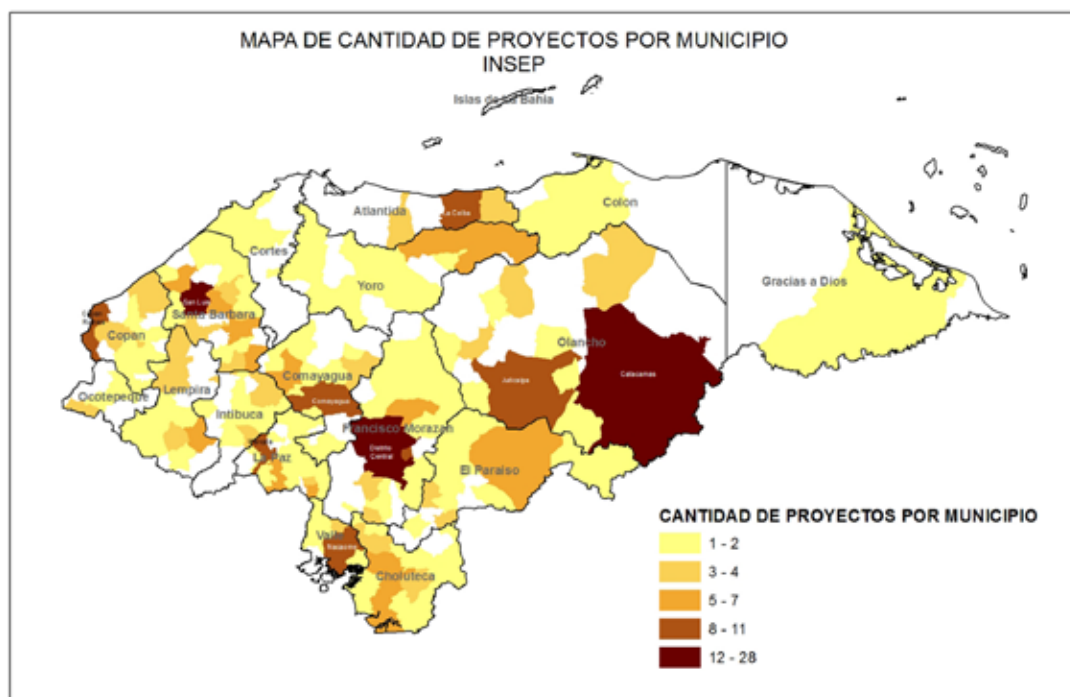 MAPA DE CANTIDAD DE PROYECTOS POR MUNICIPIO
INSEP
Islas de La Bahia
Atlantida
La Ceiba
Colon
Cortes
Yoro
Gracias a Dios
San Luis
Santa Barbara
Copan
Olancho
Comayagua
Juticalpa
Catacamas
Lempira
Ocotepeque
Intibuca
Comayagua
Francisco Morazan
Distrito
Central
La Paz
El Paraiso
Valle
Nacaome
Choluteca
CANTIDAD DE PROYECTOS POR MUNICIPIO
1 - 2
3 - 4
5 - 7
8 - 11
12 - 28